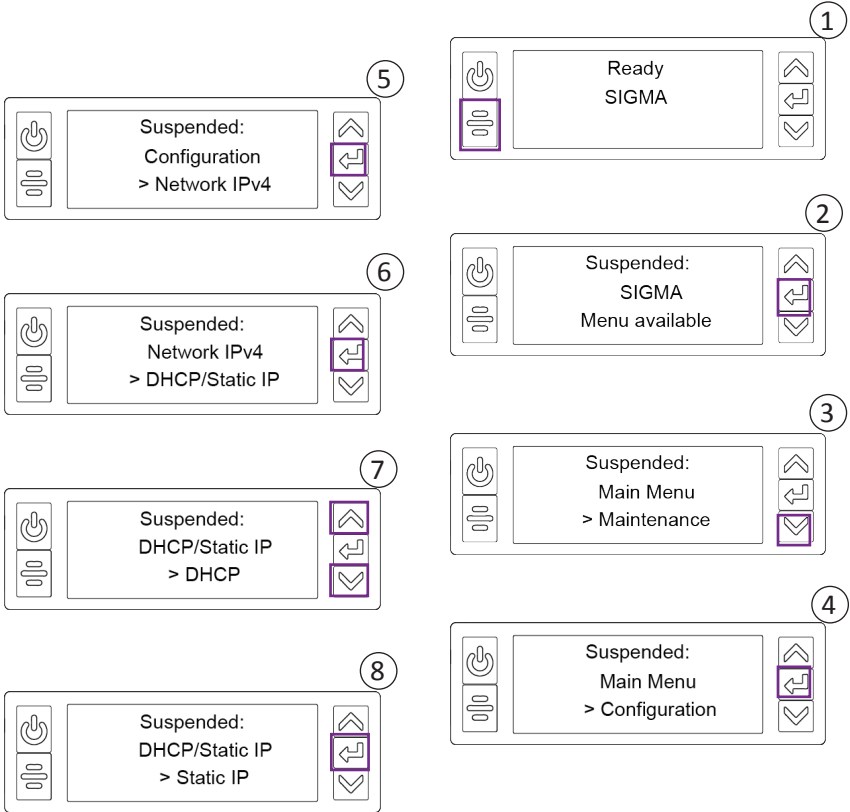 1
Ready
SIGMA
2
Suspended:
SIGMA
Menu available
3
Suspended:
Main Menu
> Maintenance
4
Suspended:
Main Menu
> Configuration
5
Suspended:
Configuration
> Network IPv4
6
Suspended:
Network IPv4
> DHCP/Static IP
7
Suspended:
DHCP/Static IP
> DHCP
8
Suspended:
DHCP/Static IP
> Static IP